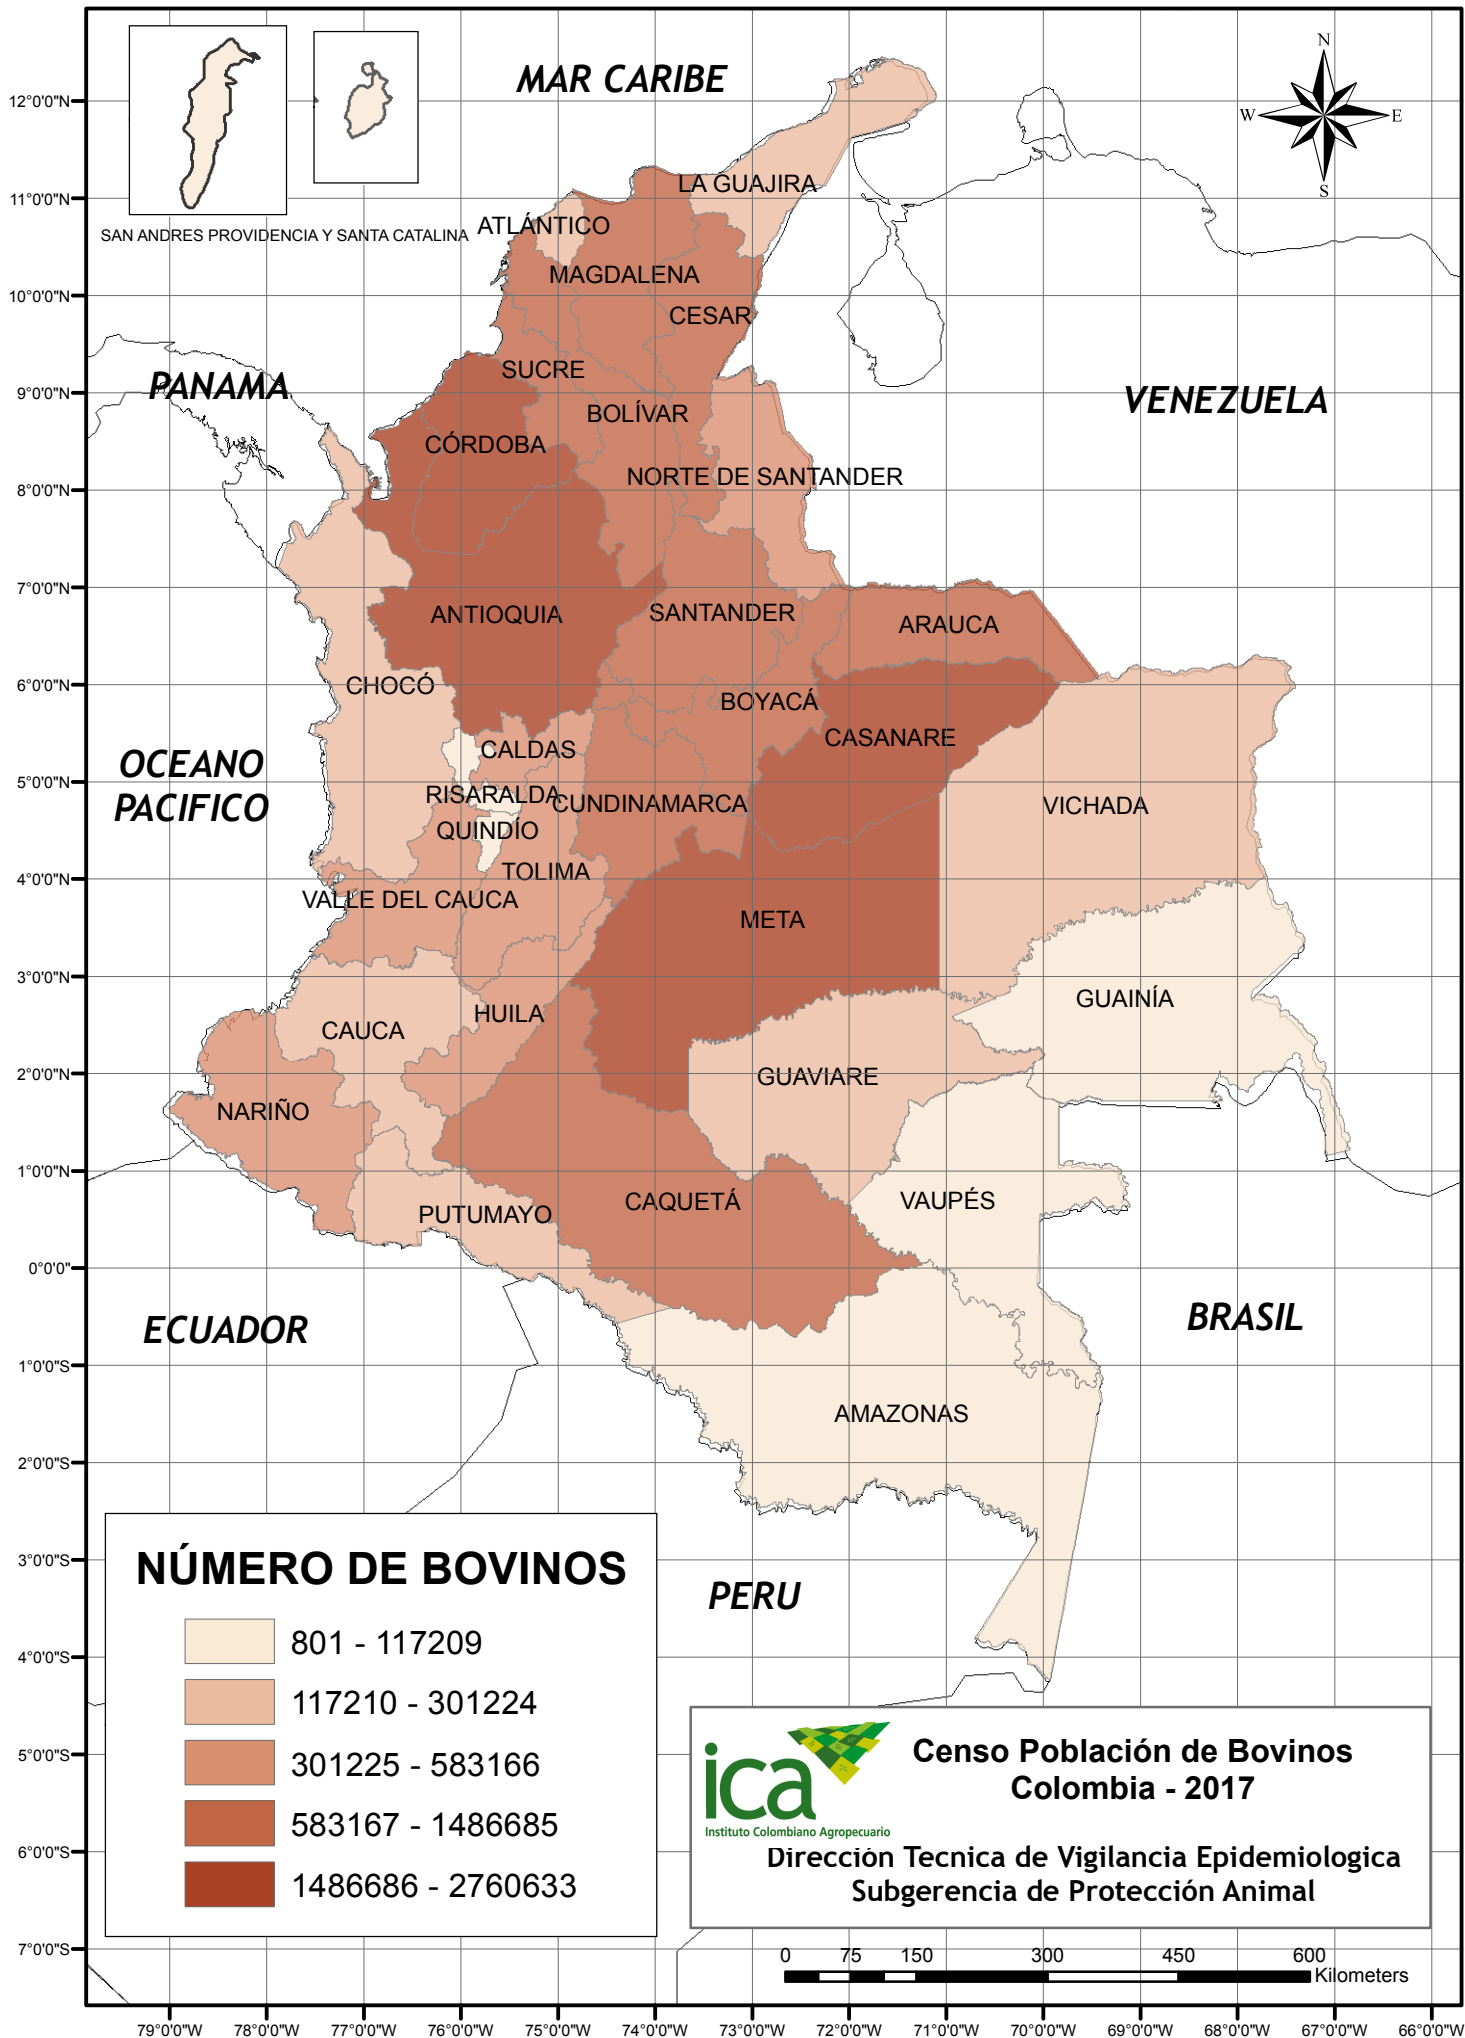 MAR CARIBE
N
W
E
S
SAN ANDRES PROVIDENCIA Y SANTA CATALINA
LA GUAJIRA
ATLÁNTICO
MAGDALENA
CESAR
SUCRE
PANAMA
VENEZUELA
BOLÍVAR
CÓRDOBA
NORTE DE SANTANDER
ANTIOQUIA
SANTANDER
ARAUCA
CHOCÓ
BOYACÁ
CASANARE
OCEANO
PACIFICO
CALDAS
RISARALDA
CUNDINAMARCA
VICHADA
QUINDÍO
TOLIMA
VALLE DEL CAUCA
META
GUAINÍA
HUILA
CAUCA
GUAVIARE
NARIÑO
CAQUETÁ
VAUPÉS
PUTUMAYO
ECUADOR
BRASIL
AMAZONAS
PERU
NÚMERO DE BOVINOS
801 - 117209
117210 - 301224
301225 - 583166
583167 - 1486685
1486686 - 2760633
ica
Instituto Colombiano Agropecuario
Censo Población de Bovinos
Colombia - 2017
Dirección Tecnica de Vigilancia Epidemiologica
Subgerencia de Protección Animal
0 75 150 300 450 600
Kilometers
12°0'0"N
11°0'0"N
10°0'0"N
9°0'0"N
8°0'0"N
7°0'0"N
6°0'0"N
5°0'0"N
4°0'0"N
3°0'0"N
2°0'0"N
1°0'0"N
0°0'0"
1°0'0"S
2°0'0"S
3°0'0"S
4°0'0"S
5°0'0"S
6°0'0"S
7°0'0"S
79°0'0"W 78°0'0"W 77°0'0"W 76°0'0"W 75°0'0"W 74°0'0"W 73°0'0"W 72°0'0"W 71°0'0"W 70°0'0"W 69°0'0"W 68°0'0"W 67°0'0"W 66°0'0"W